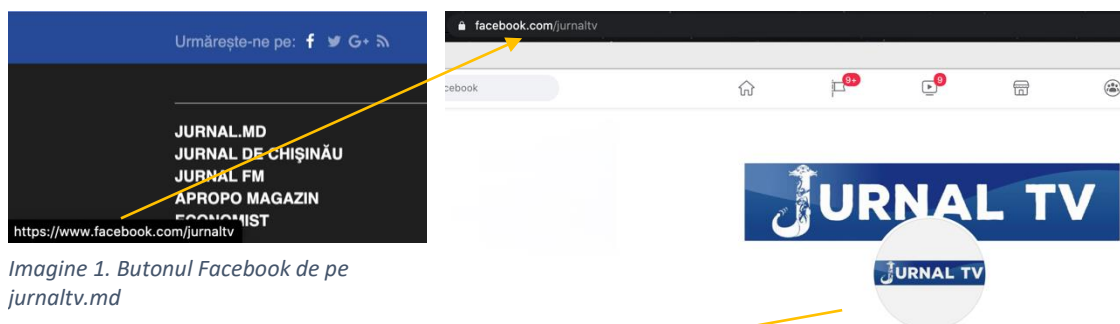 Urmărește-ne pe:
JURNAL.MD
JURNAL DE CHIȘINĂU
JURNAL FM
APROPO MAGAZIN
ECONOMIST
https://www.facebook.com/jurnaltv
Imagine 1. Butonul Facebook de pe
jurnaltv.md
facebook.com/jurnaltv
cebook
9+
9
JURNAL TV
JURNAL TV